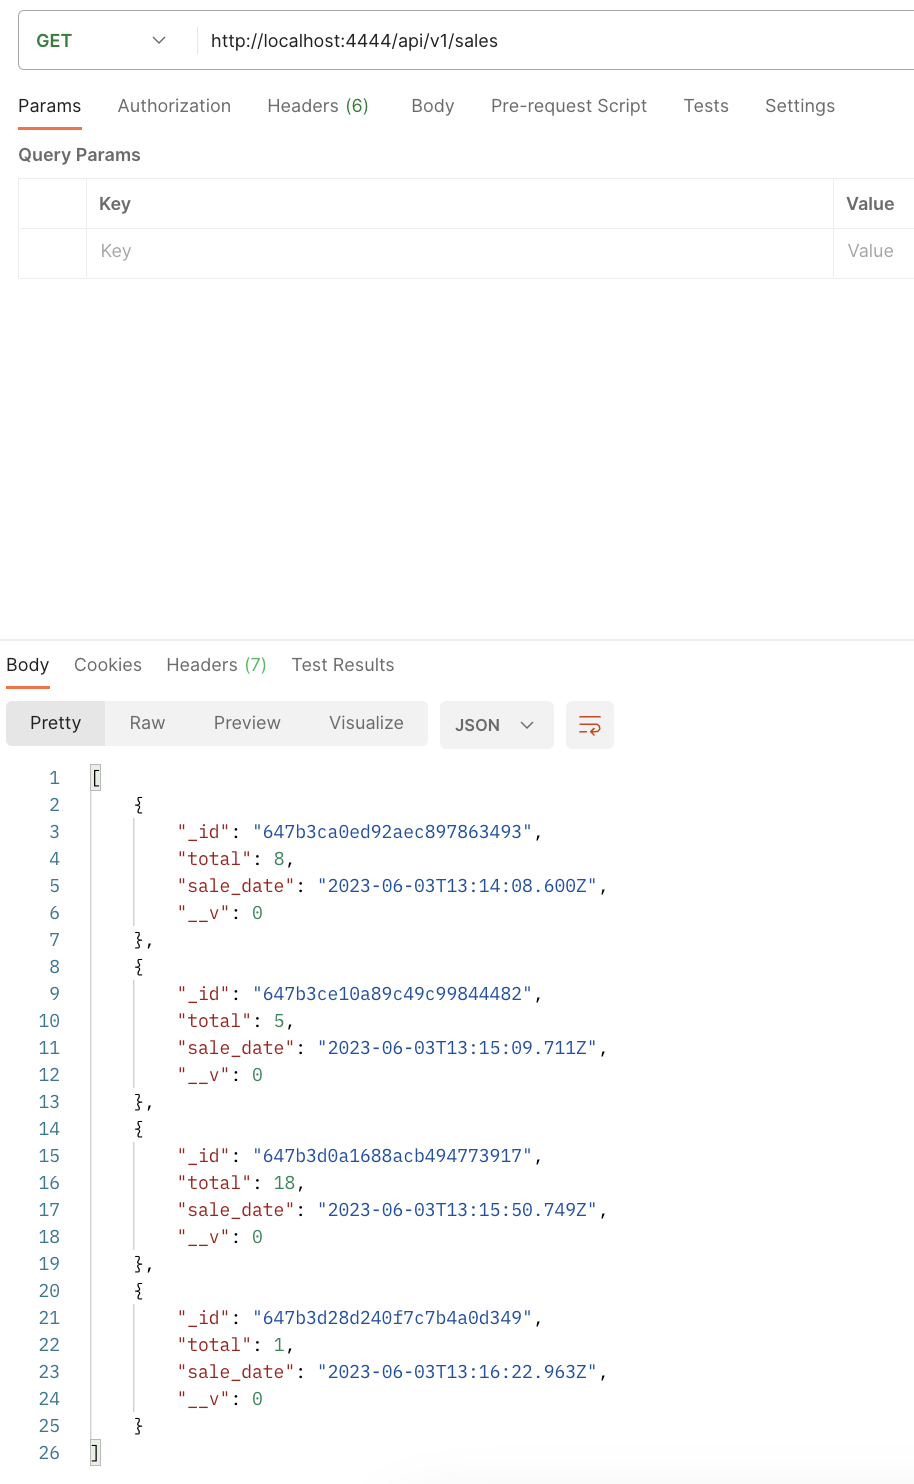 GET http://localhost:4444/api/v1/sales
Params Authorization Headers (6) Body Pre-request Script Tests Settings
Query Params
Key Value
Key Value
Body Cookies Headers (7) Test Results
Pretty Raw Preview Visualize JSON
1 [
2 {
3 "_id": "647b3ca0ed92aec897863493",
4 "total": 8,
5 "sale_date": "2023-06-03T13:14:08.600Z",
6 "__v": 0
7 },
8 {
9 "_id": "647b3ce10a89c49c99844482",
10 "total": 5,
11 "sale_date": "2023-06-03T13:15:09.711Z",
12 "__v": 0
13 },
14 {
15 "_id": "647b3d0a1688acb494773917",
16 "total": 18,
17 "sale_date": "2023-06-03T13:15:50.749Z",
18 "__v": 0
19 },
20 {
21 "_id": "647b3d28d240f7c7b4a0d349",
22 "total": 1,
23 "sale_date": "2023-06-03T13:16:22.963Z",
24 "__v": 0
25 }
26 ]